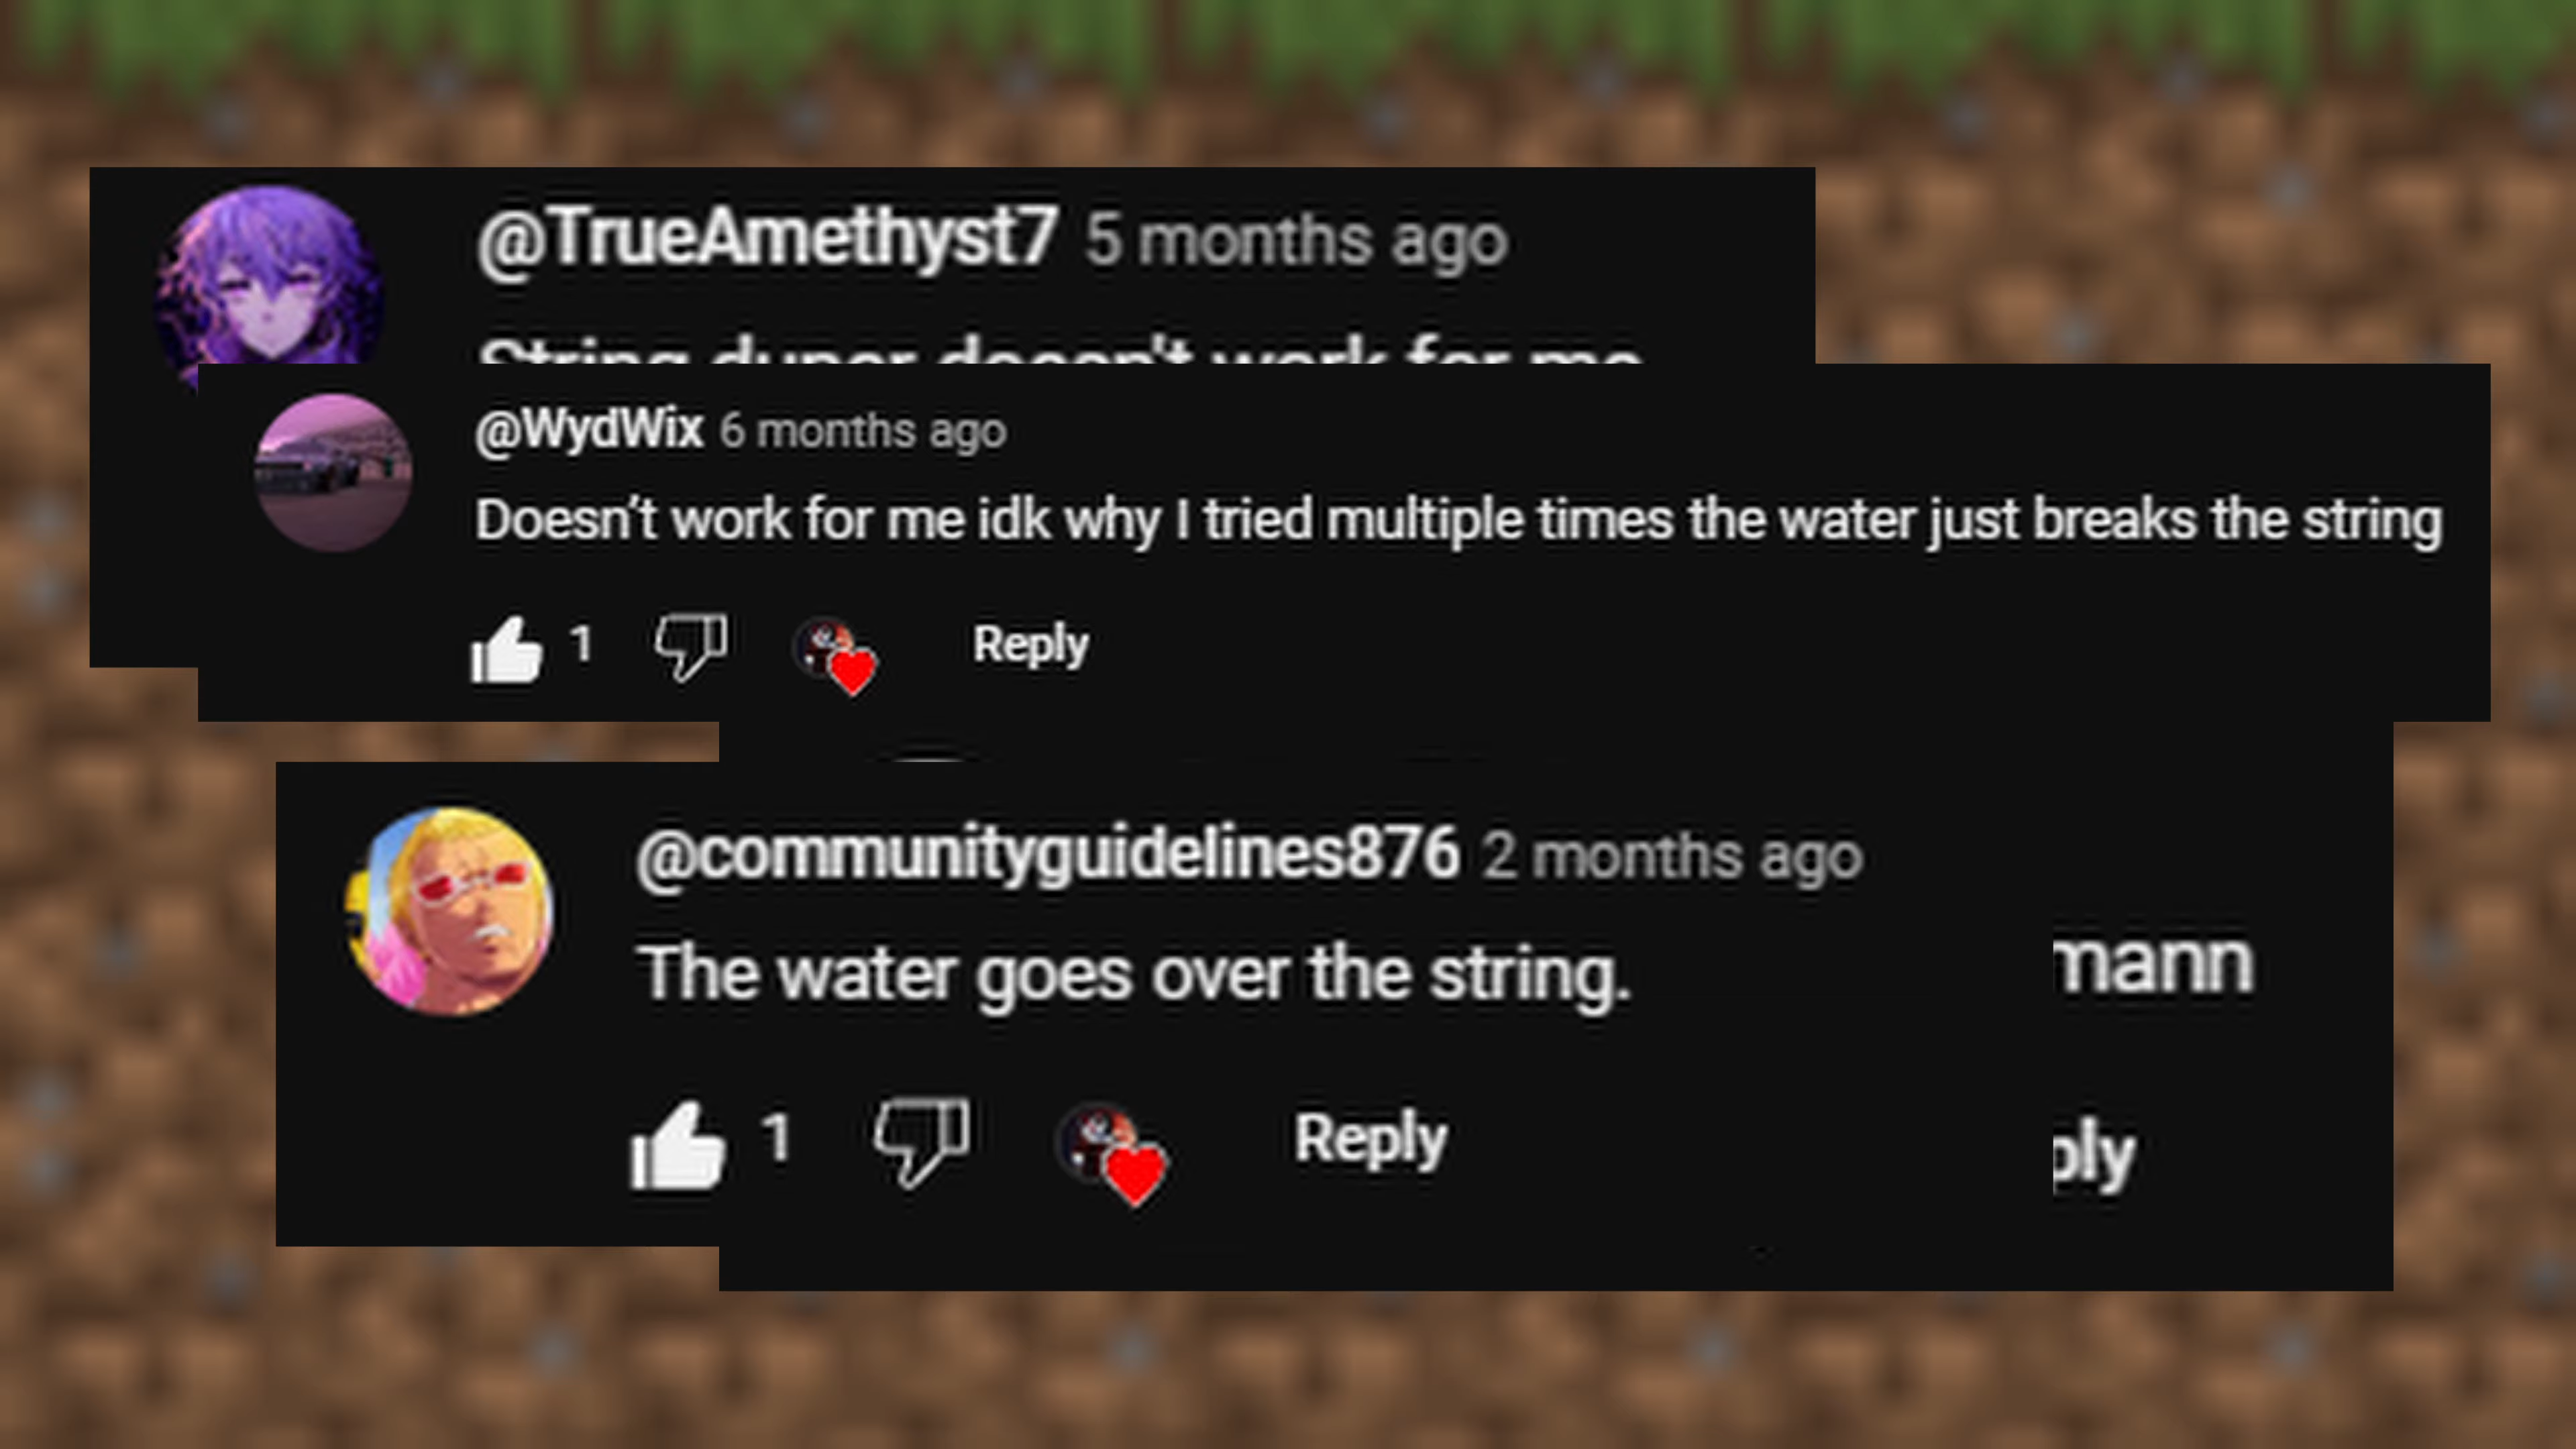 @TrueAmethyst7 5 months ago
String duper doesn't work for me
@WydWix 6 months ago
Doesn’t work for me idk why I tried multiple times the water just breaks the string
1 Reply
@communityguidelines876 2 months ago
The water goes over the string.
mann
1 Reply
ply